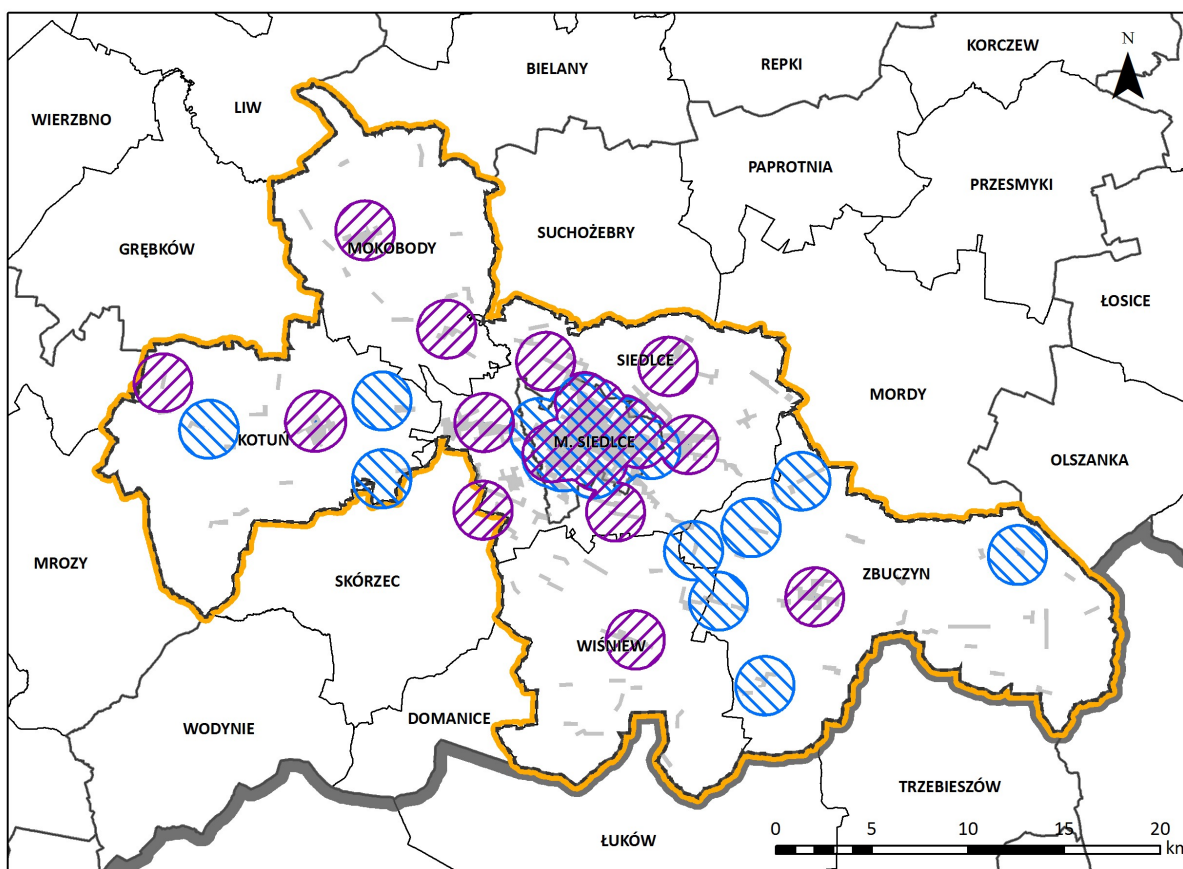 N
KORCZEW
REPKI
BIELANY
LIW
WIERZBNO
PAPROTNIA
PRZESMYKI
SUCHOŻEBRY
MOKOBODY
GRĘBKÓW
ŁOSICE
SIEDLCE
MORDY
KOTUŃ
M. SIEDLCE
OLSZANKA
MROZY
SKÓRZEC
ZBUCZYN
WIŚNIEW
DOMANICE
WODYNIE
TRZEBIESZÓW
ŁUKÓW
0 5 10 15 20
km